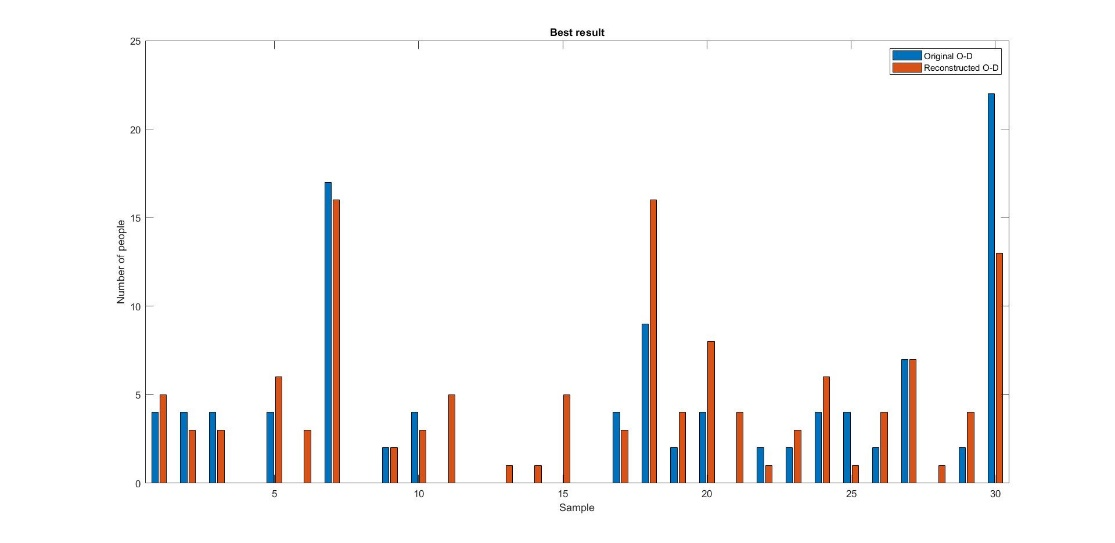 Best result
Original O-D
Reconstructed O-D
25
20
15
10
5
0
Number of people
5 10 15 20 25 30
Sample